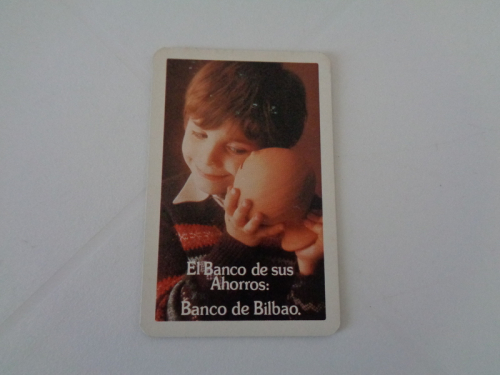 El Banco de sus
Ahorros:
Banco de Bilbao.